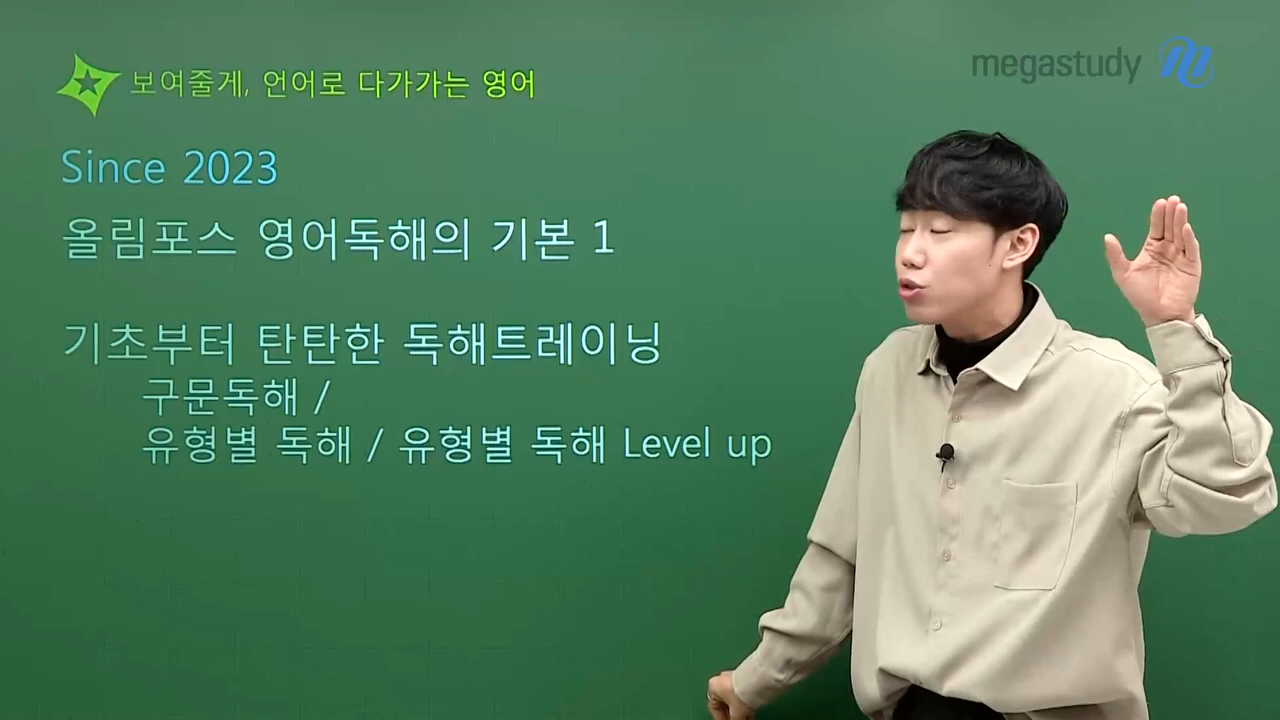 보여줄게, 언어로 다가가는 영어
megastudy
Since 2023
올림포스 영어독해의 기본 1
기초부터 탄탄한 독해트레이닝
구문독해 /
유형별 독해 / 유형별 독해 Level up